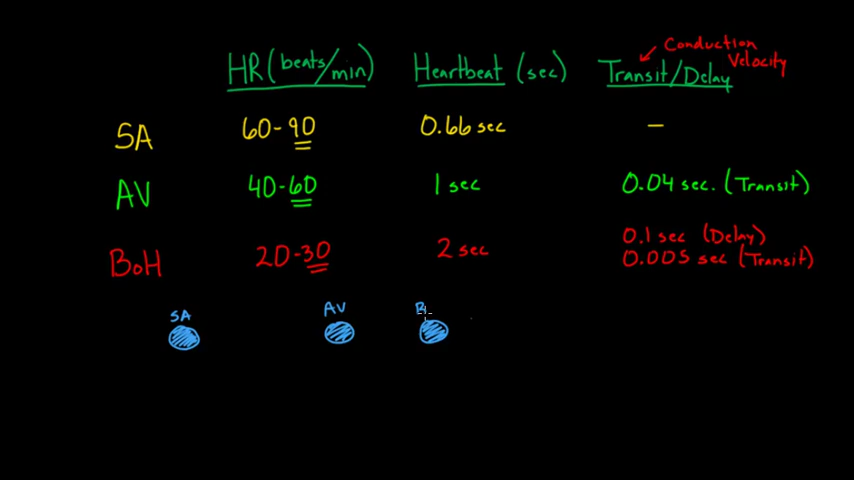 Conduction
Velocity
HR (beats/min) Heartbeat (sec) Transit/Delay
SA 60-90 0.66 sec —
AV 40-60 1 sec 0.04 sec. (Transit)
BoH 20-30 2 sec 0.1 sec (Delay)
0.005 sec (Transit)
SA AV B